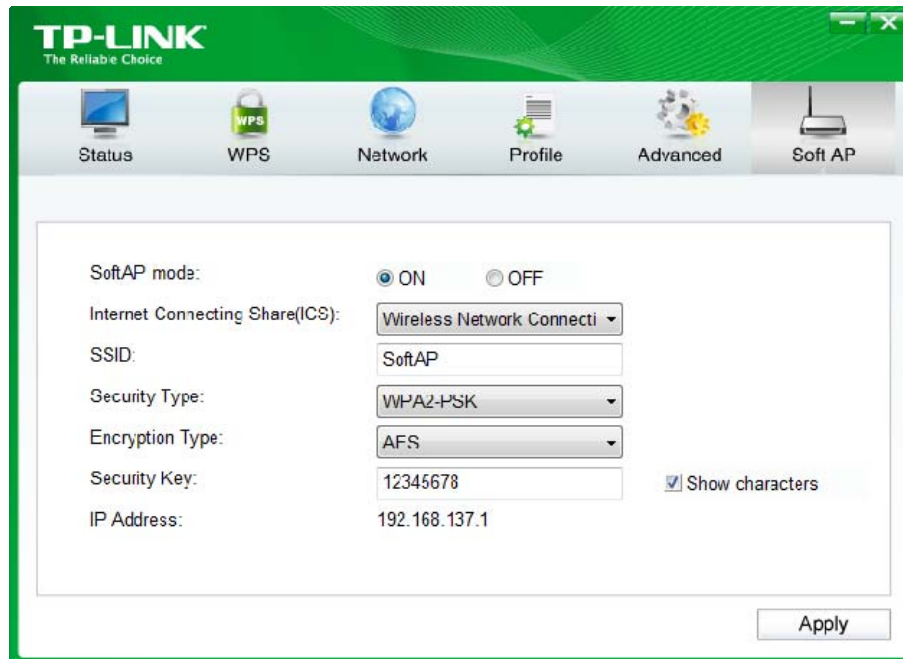 TP-LINK
The Reliable Choice
WPS
Status
WPS
Network
Profile
Advanced
Soft AP
SoftAP mode:
ON
OFF
Internet Connecting Share(ICS):
Wireless Network Connecti
SSID:
SoftAP
Security Type:
WPA2-PSK
Encryption Type:
AES
Security Key:
12345678
Show characters
IP Address:
192.168.137.1
Apply